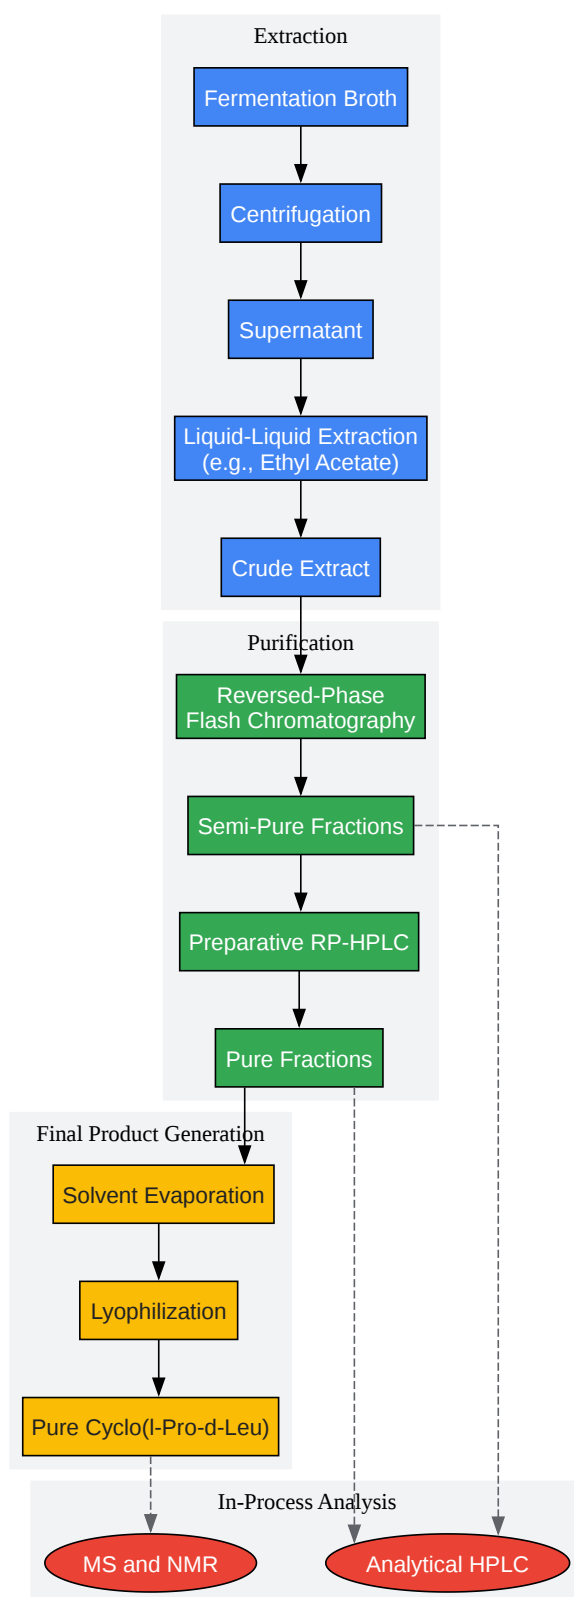 Extraction
Fermentation Broth
Centrifugation
Supernatant
Liquid-Liquid Extraction
(e.g., Ethyl Acetate)
Crude Extract
Purification
Reversed-Phase
Flash Chromatography
Semi-Pure Fractions
Preparative RP-HPLC
Pure Fractions
Final Product Generation
Solvent Evaporation
Lyophilization
Pure Cyclo(l-Pro-d-Leu)
In-Process Analysis
MS and NMR
Analytical HPLC